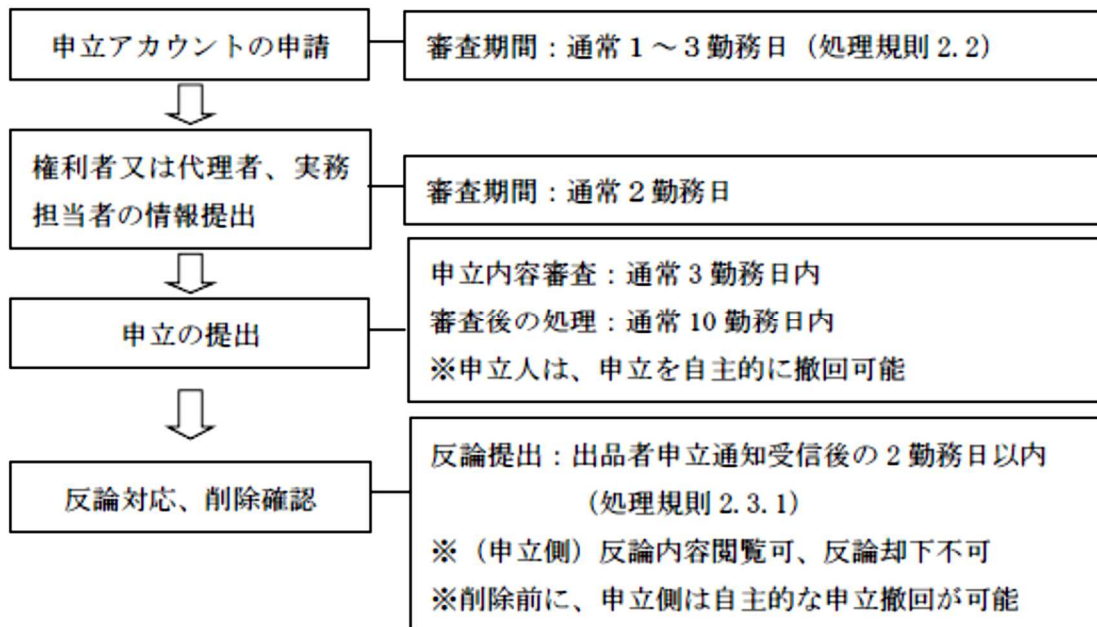 申立アカウントの申請
審査期間：通常１～３勤務日（処理規則 2.2）
権利者又は代理者、実務
担当者の情報提出
審査期間：通常２勤務日
申立の提出
申立内容審査：通常 3 勤務日内
審査後の処理：通常 10 勤務日内
※申立人は、申立を自主的に撤回可能
反論対応、削除確認
反論提出：出品者申立通知受信後の 2 勤務日以内
（処理規則 2.3.1）
※（申立側）反論内容閲覧可、反論却下不可
※削除前に、申立側は自主的な申立撤回が可能